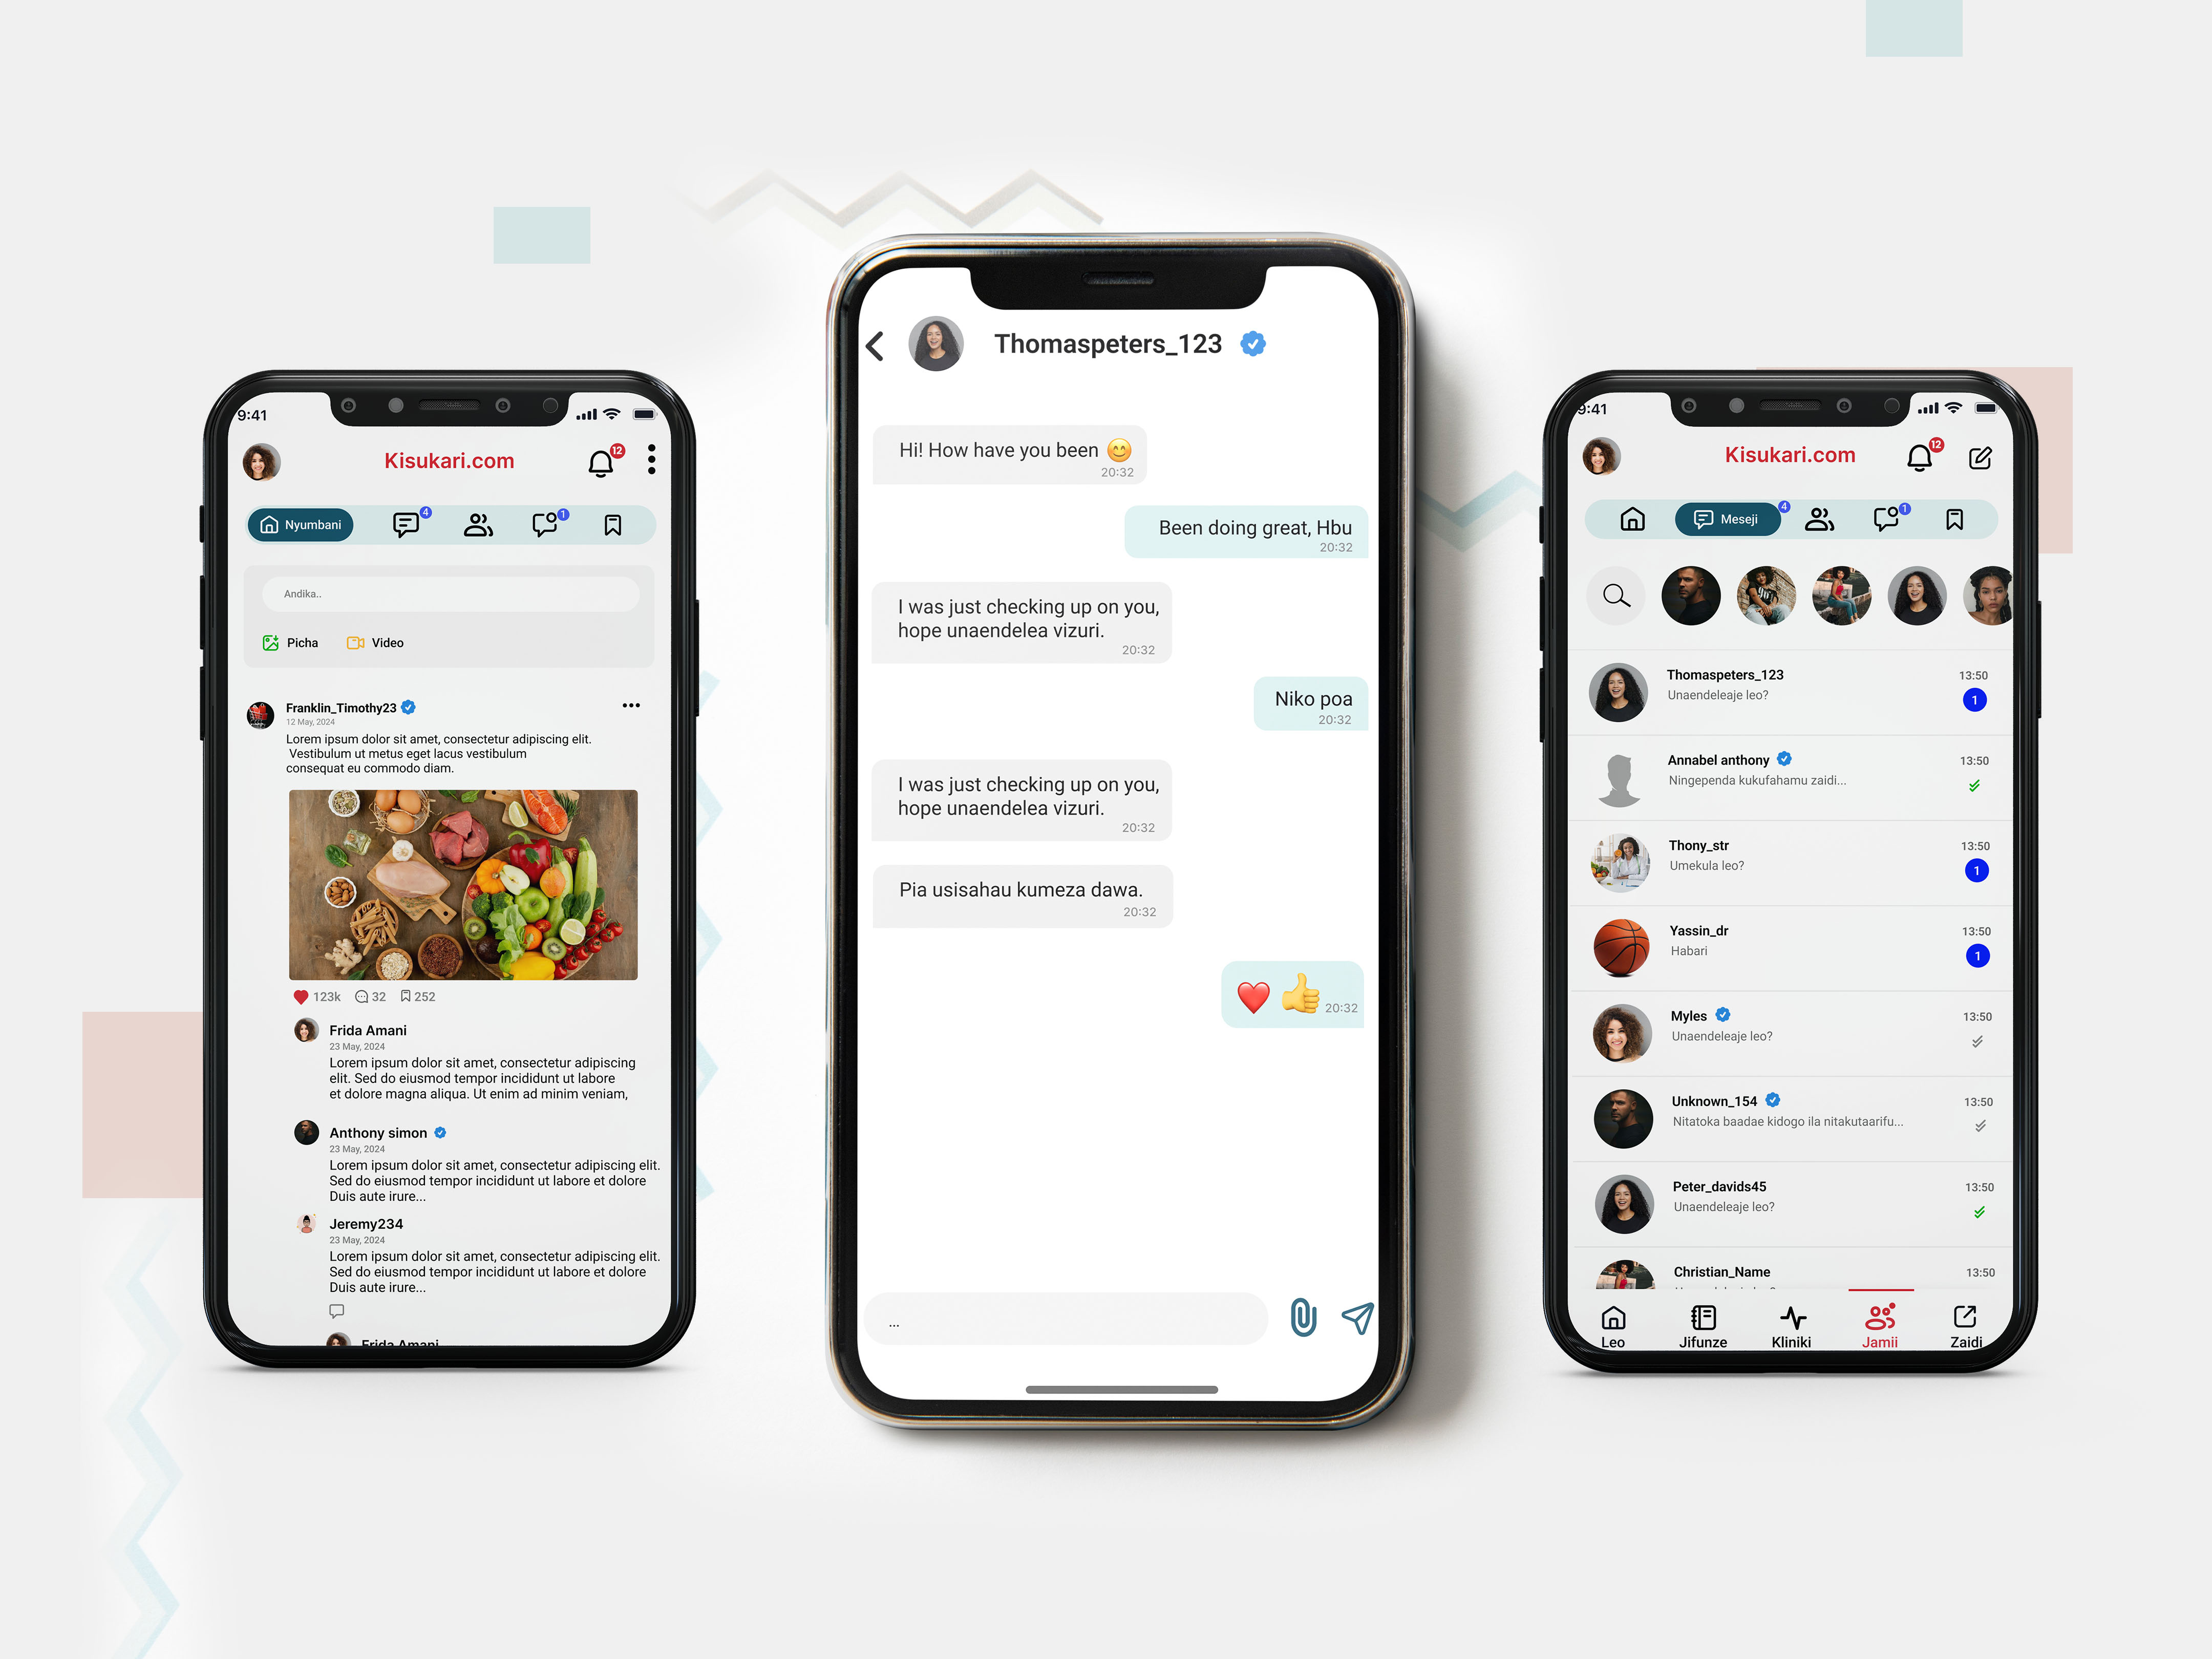 9:41
Kisukari.com
12
Nyumbani
4
1
Andika..
Picha
Video
Franklin_Timothy23
12 May, 2024
Lorem ipsum dolor sit amet, consectetur adipiscing elit.
Vestibulum ut metus eget lacus vestibulum
consequat eu commodo diam.
123k
32
252
Frida Amani
23 May, 2024
Lorem ipsum dolor sit amet, consectetur adipiscing
elit. Sed do eiusmod tempor incididunt ut labore
et dolore magna aliqua. Ut enim ad minim veniam,
Anthony simon
23 May, 2024
Lorem ipsum dolor sit amet, consectetur adipiscing elit.
Sed do eiusmod tempor incididunt ut labore et dolore
Duis aute irure...
Jeremy234
23 May, 2024
Lorem ipsum dolor sit amet, consectetur adipiscing elit.
Sed do eiusmod tempor incididunt ut labore et dolore
Duis aute irure...
Frida Amani
Thomaspeters_123
Hi! How have you been 😊
20:32
Been doing great, Hbu
20:32
I was just checking up on you,
hope unaendelea vizuri.
20:32
Niko poa
20:32
I was just checking up on you,
hope unaendelea vizuri.
20:32
Pia usisahau kumeza dawa.
20:32
❤️ 👍 20:32
...
9:41
Kisukari.com
12
Meseji
4
1
Thomaspeters_123
13:50
Unaendeleaje leo?
1
Annabel anthony
13:50
Ningependa kukufahamu zaidi...
Thony_str
13:50
Umekula leo?
1
Yassin_dr
13:50
Habari
1
Myles
13:50
Unaendeleaje leo?
Unknown_154
13:50
Nitatoka baadae kidogo ila nitakutaarifu...
Peter_davids45
13:50
Unaendeleaje leo?
Christian_Name
13:50
Leo
Jifunze
Kliniki
Jamii
Zaidi